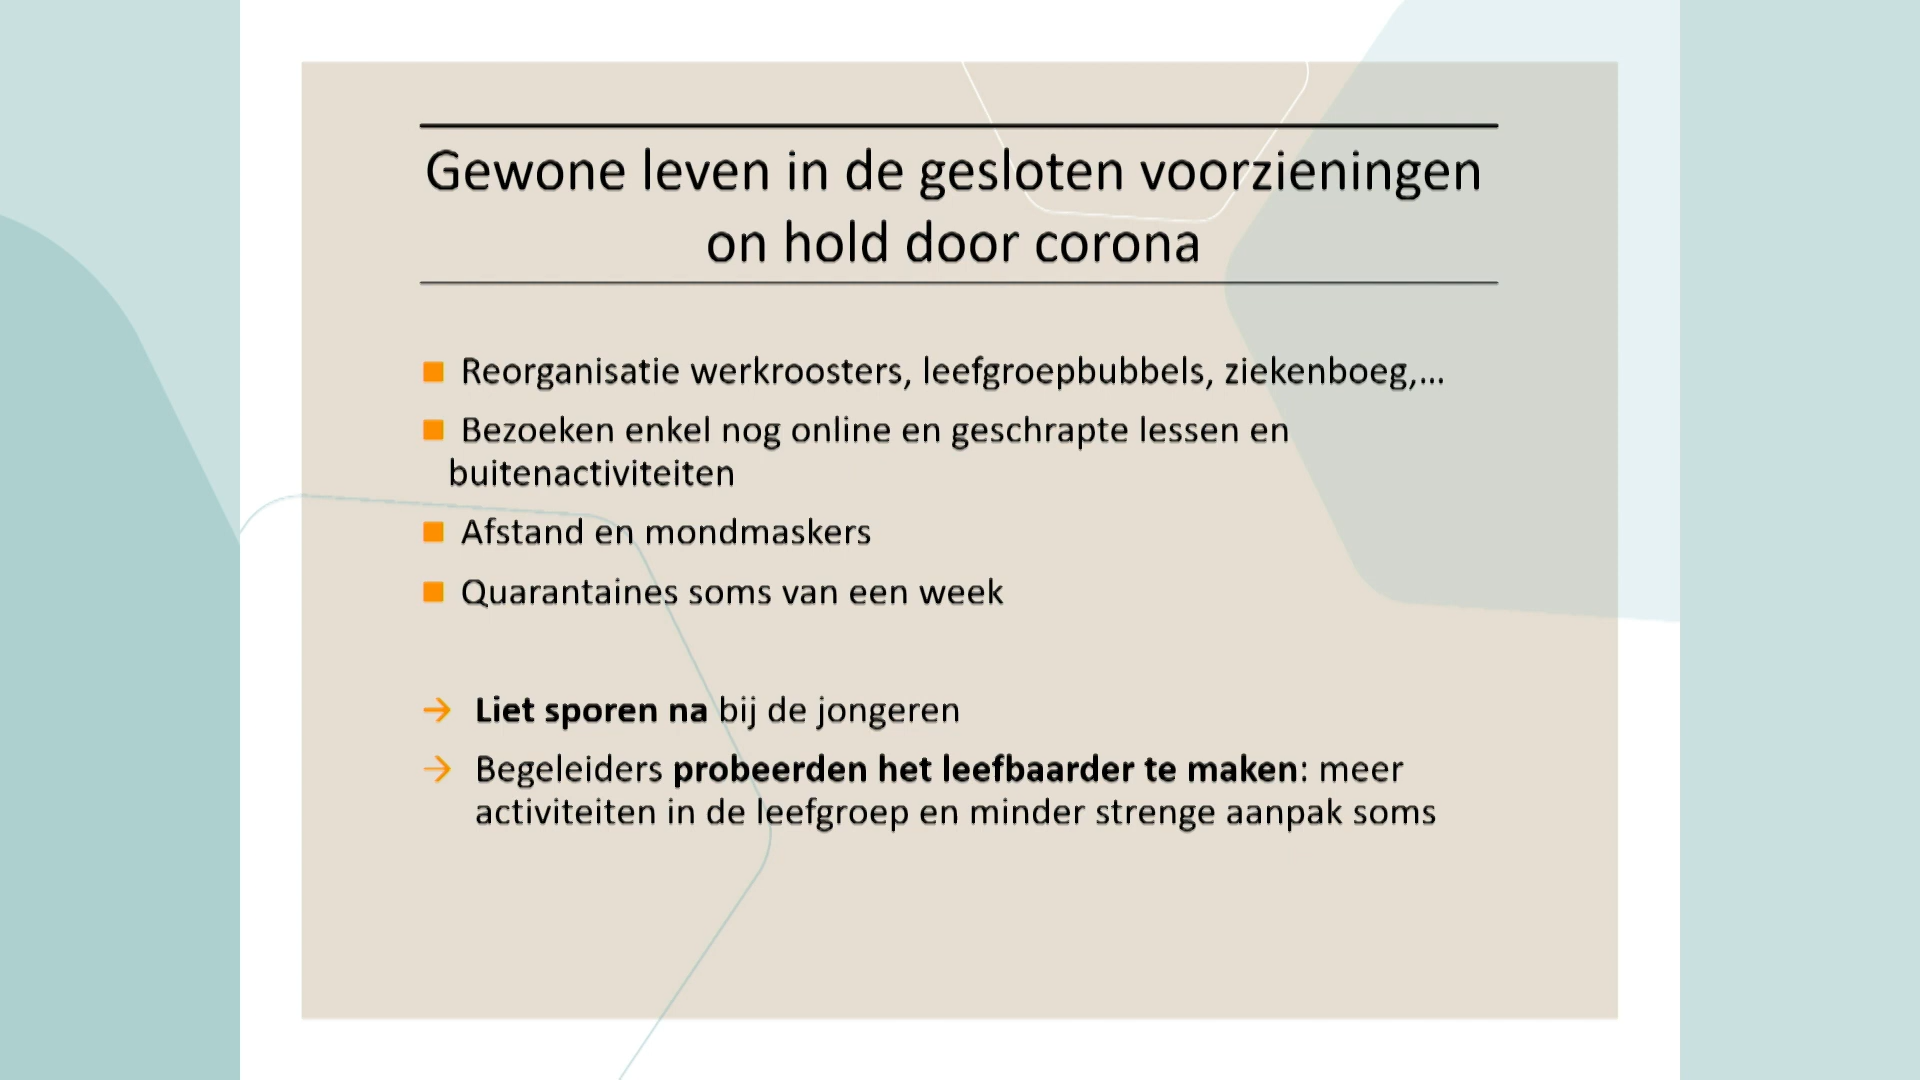 Gewone leven in de gesloten voorzieningen
on hold door corona
Reorganisatie werkroosters, leefgroepbubbels, ziekenboeg,...
Bezoeken enkel nog online en geschrapte lessen en
buitenactiviteiten
Afstand en mondmaskers
Quarantaines soms van een week
→ Liet sporen na bij de jongeren
→ Begeleiders probeerden het leefbaarder te maken: meer
activiteiten in de leefgroep en minder strenge aanpak soms